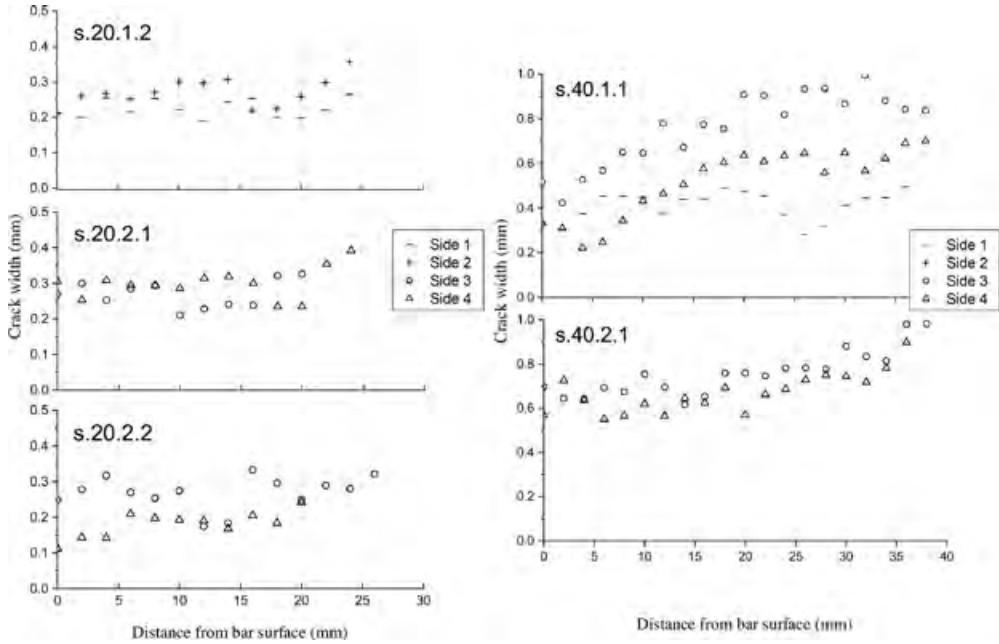 0.5
s.20.1.2
0.4
0.3
0.2
0.1
0.0
0.5
s.20.2.1
0.4
0.3
0.2
0.1
0.0
0.5
s.20.2.2
0.4
0.3
0.2
0.1
0.0
0 5 10 15 20 25 30
Crack width (mm)
Distance from bar surface (mm)
Side 1
Side 2
Side 3
Side 4
1.0
s.40.1.1
0.8
0.6
0.4
0.2
0.0
1.0
s.40.2.1
0.8
0.6
0.4
0.2
0.0
0 5 10 15 20 25 30 35 40
Crack width (mm)
Distance from bar surface (mm)
Side 1
Side 2
Side 3
Side 4